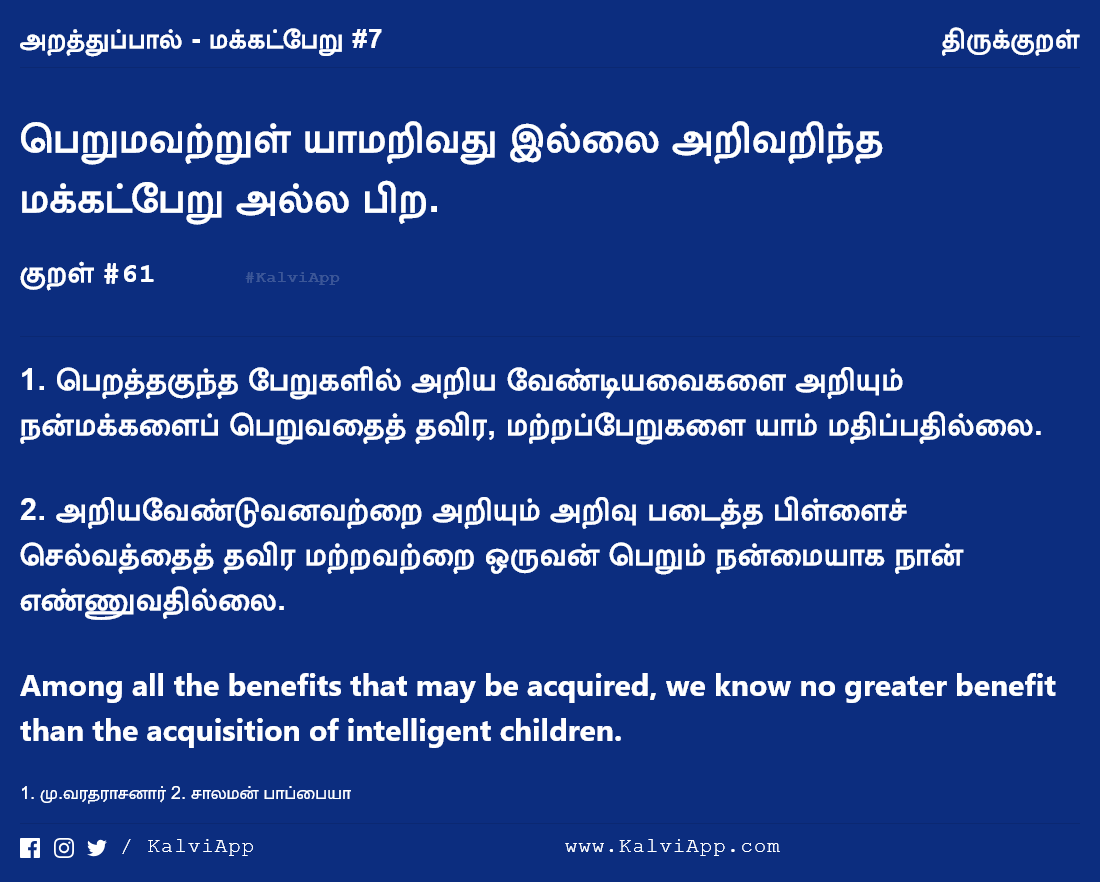 அறத்துப்பால் - மக்கட்பேறு #7
திருக்குறள்
பெறுமவற்றுள் யாமறிவது இல்லை அறிவறிந்த
மக்கட்பேறு அல்ல பிற.
குறள் #61
#KalviApp
1. பெறத்தகுந்த பேறுகளில் அறிய வேண்டியவைகளை அறியும்
நன்மக்களைப் பெறுவதைத் தவிர, மற்றப்பேறுகளை யாம் மதிப்பதில்லை.
2. அறியவேண்டுவனவற்றை அறியும் அறிவு படைத்த பிள்ளைச்
செல்வத்தைத் தவிர மற்றவற்றை ஒருவன் பெறும் நன்மையாக நான்
எண்ணுவதில்லை.
Among all the benefits that may be acquired, we know no greater benefit
than the acquisition of intelligent children.
1. மு.வரதராசனார் 2. சாலமன் பாப்பையா
/ KalviApp
www.KalviApp.com